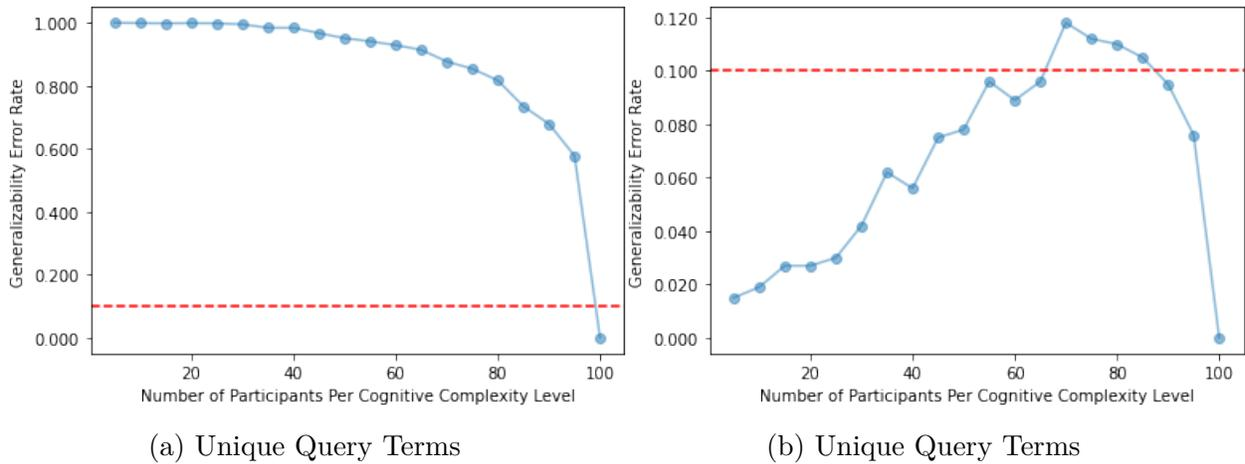 1.000
0.800
0.600
0.400
0.200
0.000
Generalizability Error Rate
20 40 60 80 100
Number of Participants Per Cognitive Complexity Level
(a) Unique Query Terms
0.120
0.100
0.080
0.060
0.040
0.020
0.000
Generalizability Error Rate
20 40 60 80 100
Number of Participants Per Cognitive Complexity Level
(b) Unique Query Terms